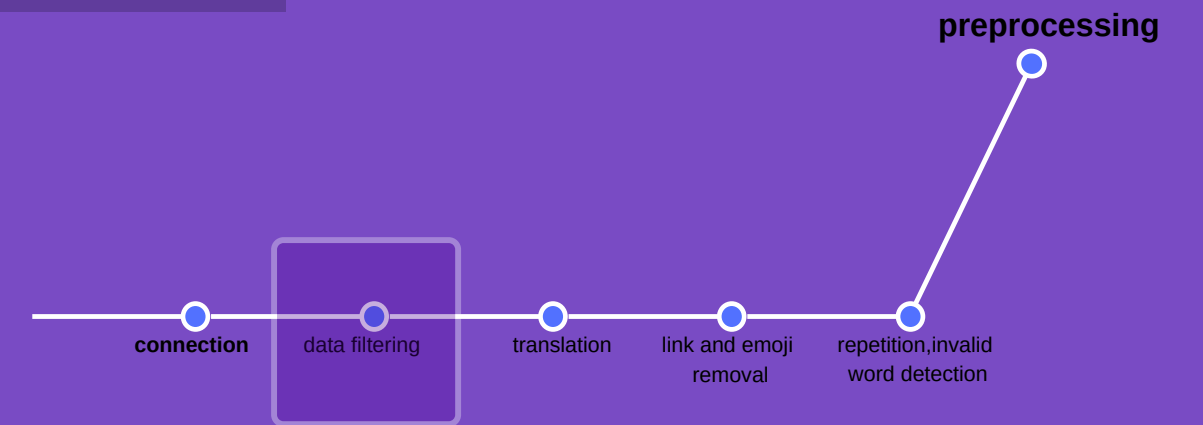 preprocessing
connection
data filtering
translation
link and emoji
removal
repetition,invalid
word detection